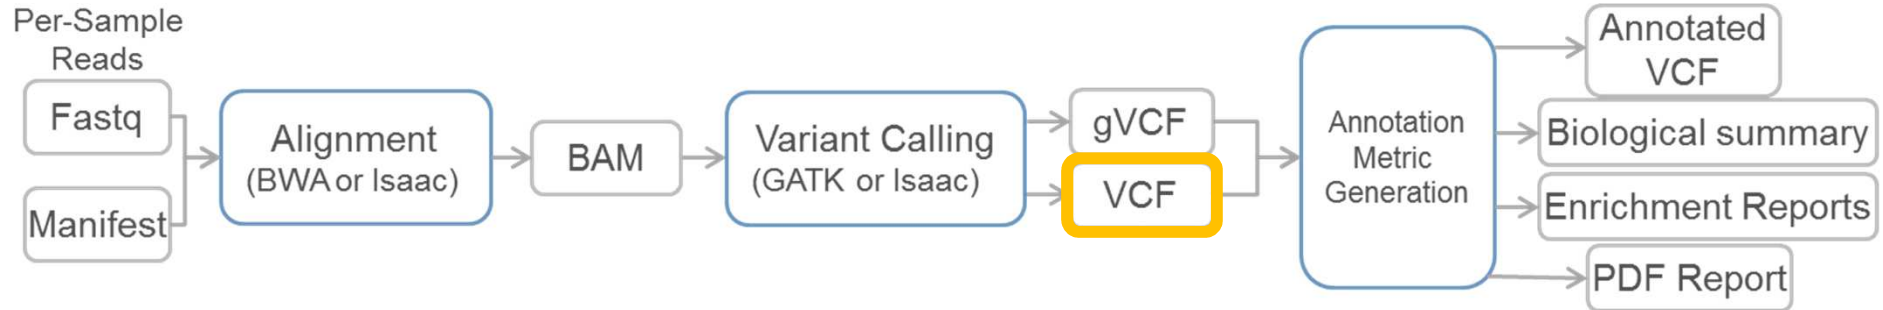 Per-Sample
Reads
Fastq
Manifest
Alignment
(BWA or Isaac)
BAM
Variant Calling
(GATK or Isaac)
gVCF
VCF
Annotation
Metric
Generation
Annotated
VCF
Biological summary
Enrichment Reports
PDF Report